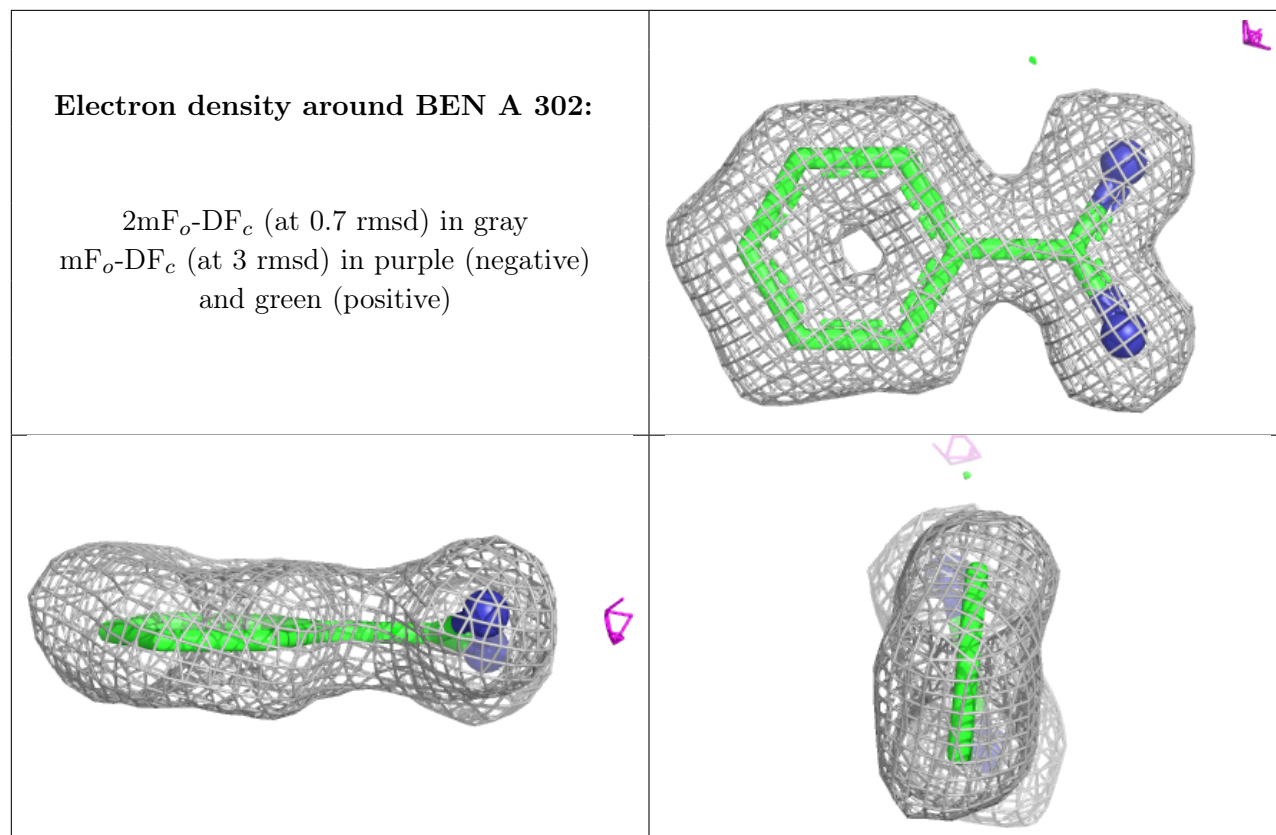 Electron density around BEN A 302:
2mFo-DFc (at 0.7 rmsd) in gray
mFo-DFc (at 3 rmsd) in purple (negative)
and green (positive)